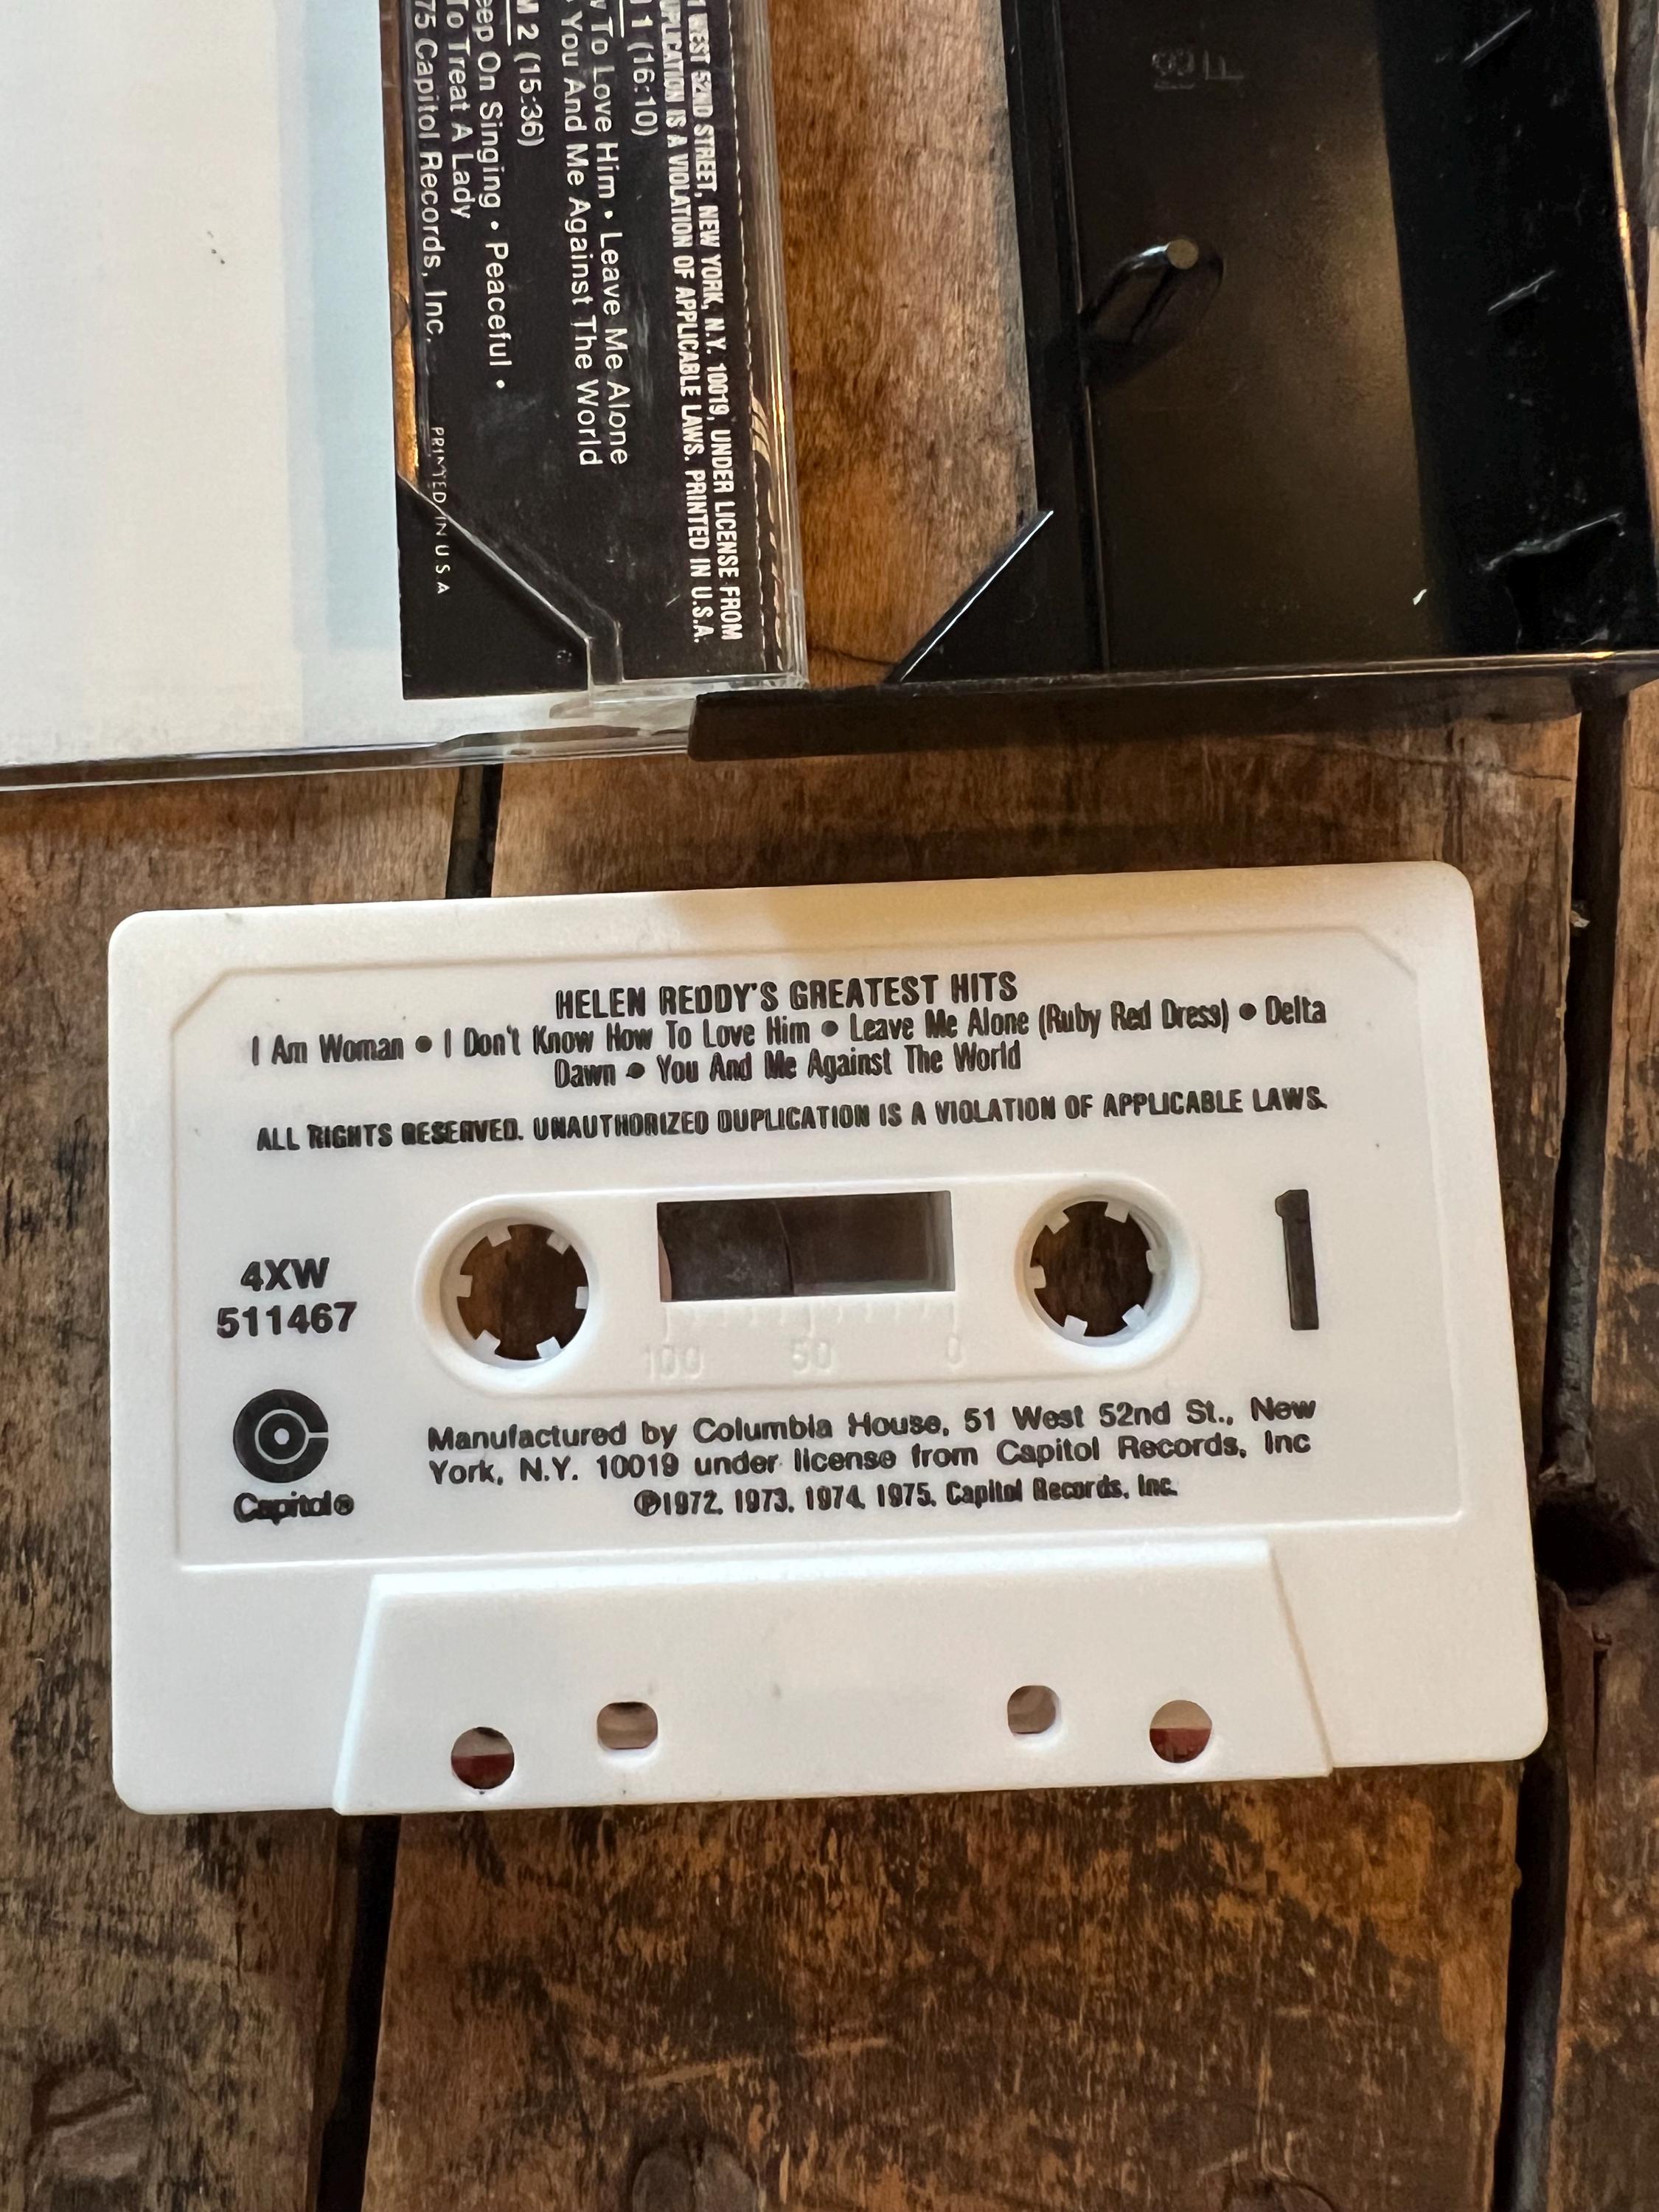 1 WEST 52ND STREET, NEW YORK, N.Y. 10019, UNDER LICENSE FROM
DUPLICATION IS A VIOLATION OF APPLICABLE LAWS. PRINTED IN U.S.A.
1 (16:10)
To Love Him • Leave Me Alone
You And Me Against The World
M 2 (15:36)
eep On Singing • Peaceful •
To Treat A Lady
75 Capitol Records, Inc. PRINTED IN U S A
HELEN REDDY'S GREATEST HITS
I Am Woman • I Don't Know How To Love Him • Leave Me Alone (Ruby Red Dress) • Delta
Dawn • You And Me Against The World
ALL RIGHTS RESERVED. UNAUTHORIZED DUPLICATION IS A VIOLATION OF APPLICABLE LAWS.
4XW
511467
1
100 50 0
Capitol®
Manufactured by Columbia House, 51 West 52nd St., New
York, N.Y. 10019 under license from Capitol Records, Inc
℗1972, 1973, 1974, 1975, Capitol Records, Inc.